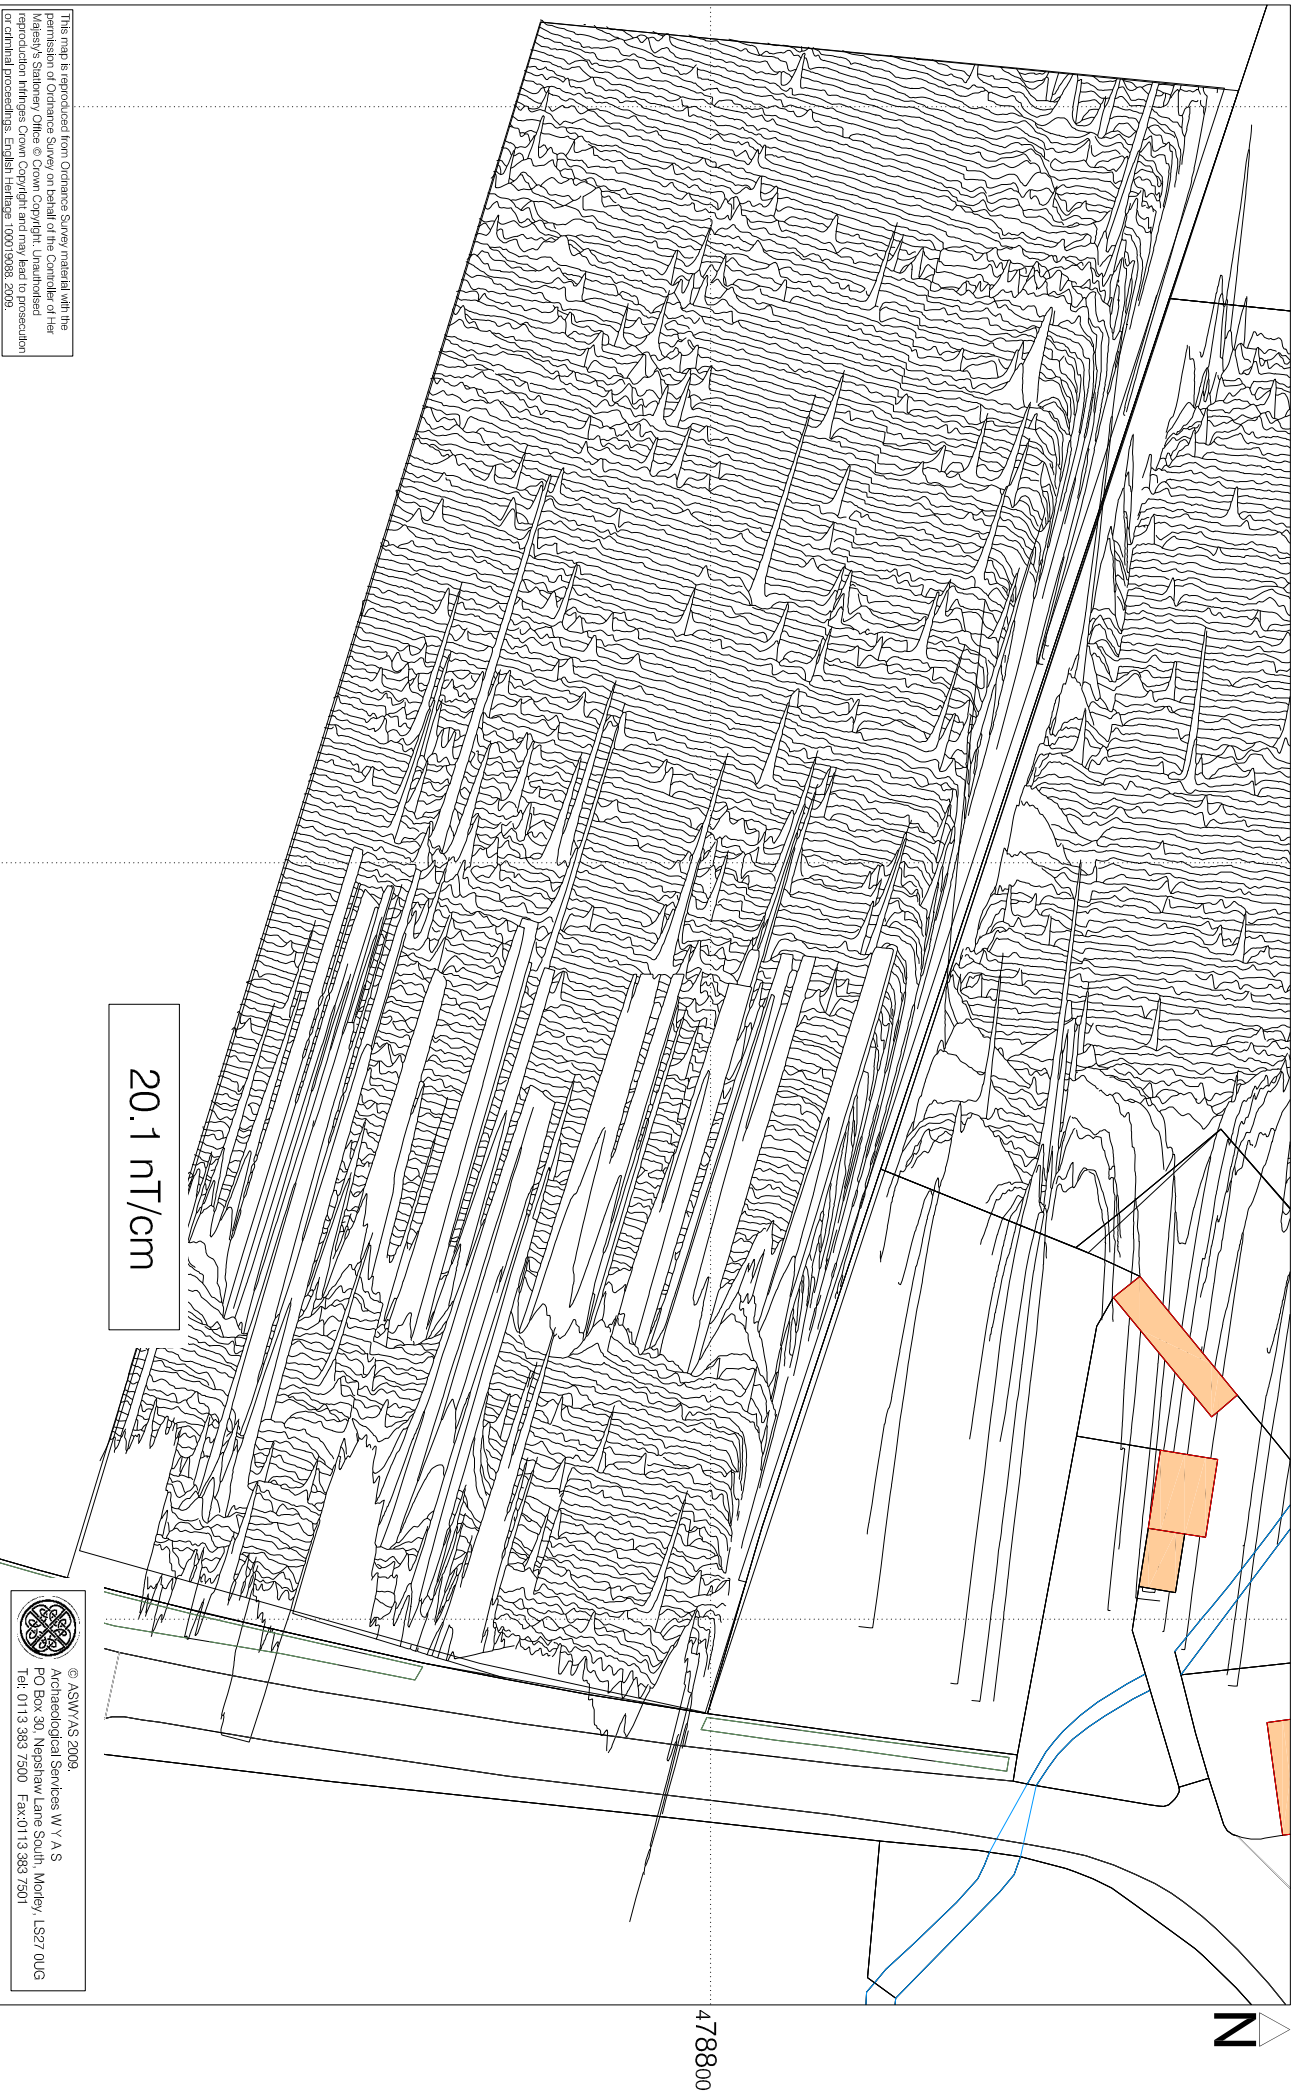 This map is reproduced from Ordnance Survey material with the
permission of Ordnance Survey on behalf of the Controller of Her
Majesty's Stationery Office © Crown Copyright. Unauthorised
reproduction infringes Crown Copyright and may lead to prosecution
or criminal proceedings. English Heritage 100019088. 2009.
20.1 nT/cm
© ASWYAS 2009.
Archaeological Services W Y A S
PO Box 30, Nepshaw Lane South, Morley, LS27 0UG
Tel: 0113 383 7500 Fax:0113 383 7501
478800
N